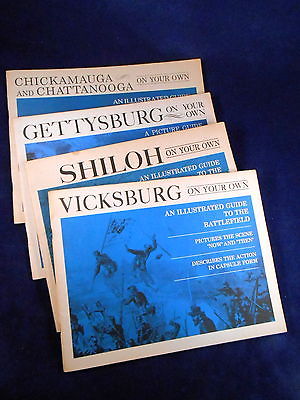 CHICKAMAUGA
AND CHATTANOOGA ON YOUR OWN
AN ILLUSTRATED GUIDE
GETTYSBURG ON YOUR OWN
A PICTURE GUIDE
SHILOH ON YOUR OWN
AN ILLUSTRATED GUIDE
TO THE
VICKSBURG ON YOUR OWN
AN ILLUSTRATED GUIDE
TO THE
BATTLEFIELD
PICTURES THE SCENE
"NOW" AND "THEN"
DESCRIBES THE ACTION
IN CAPSULE FORM